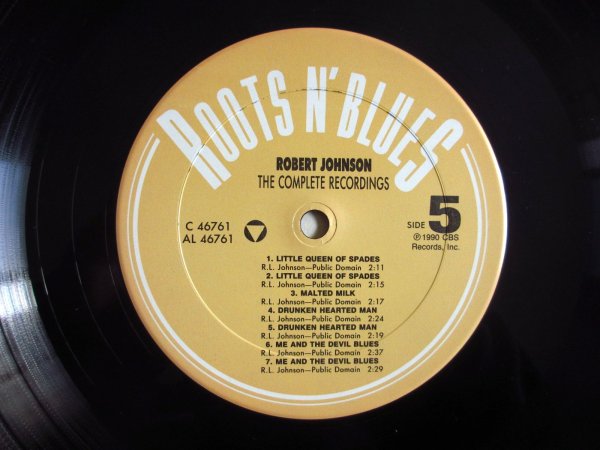 ROOTS N' BLUES
ROBERT JOHNSON
THE COMPLETE RECORDINGS
C 46761
AL 46761
SIDE 5
℗ 1990 CBS
Records, Inc.
1. LITTLE QUEEN OF SPADES
R.L. Johnson—Public Domain 2:11
2. LITTLE QUEEN OF SPADES
R.L. Johnson—Public Domain 2:15
3. MALTED MILK
R.L. Johnson—Public Domain 2:17
4. DRUNKEN HEARTED MAN
R.L. Johnson—Public Domain 2:24
5. DRUNKEN HEARTED MAN
R.L. Johnson—Public Domain 2:19
6. ME AND THE DEVIL BLUES
R.L. Johnson—Public Domain 2:37
7. ME AND THE DEVIL BLUES
R.L. Johnson—Public Domain 2:29